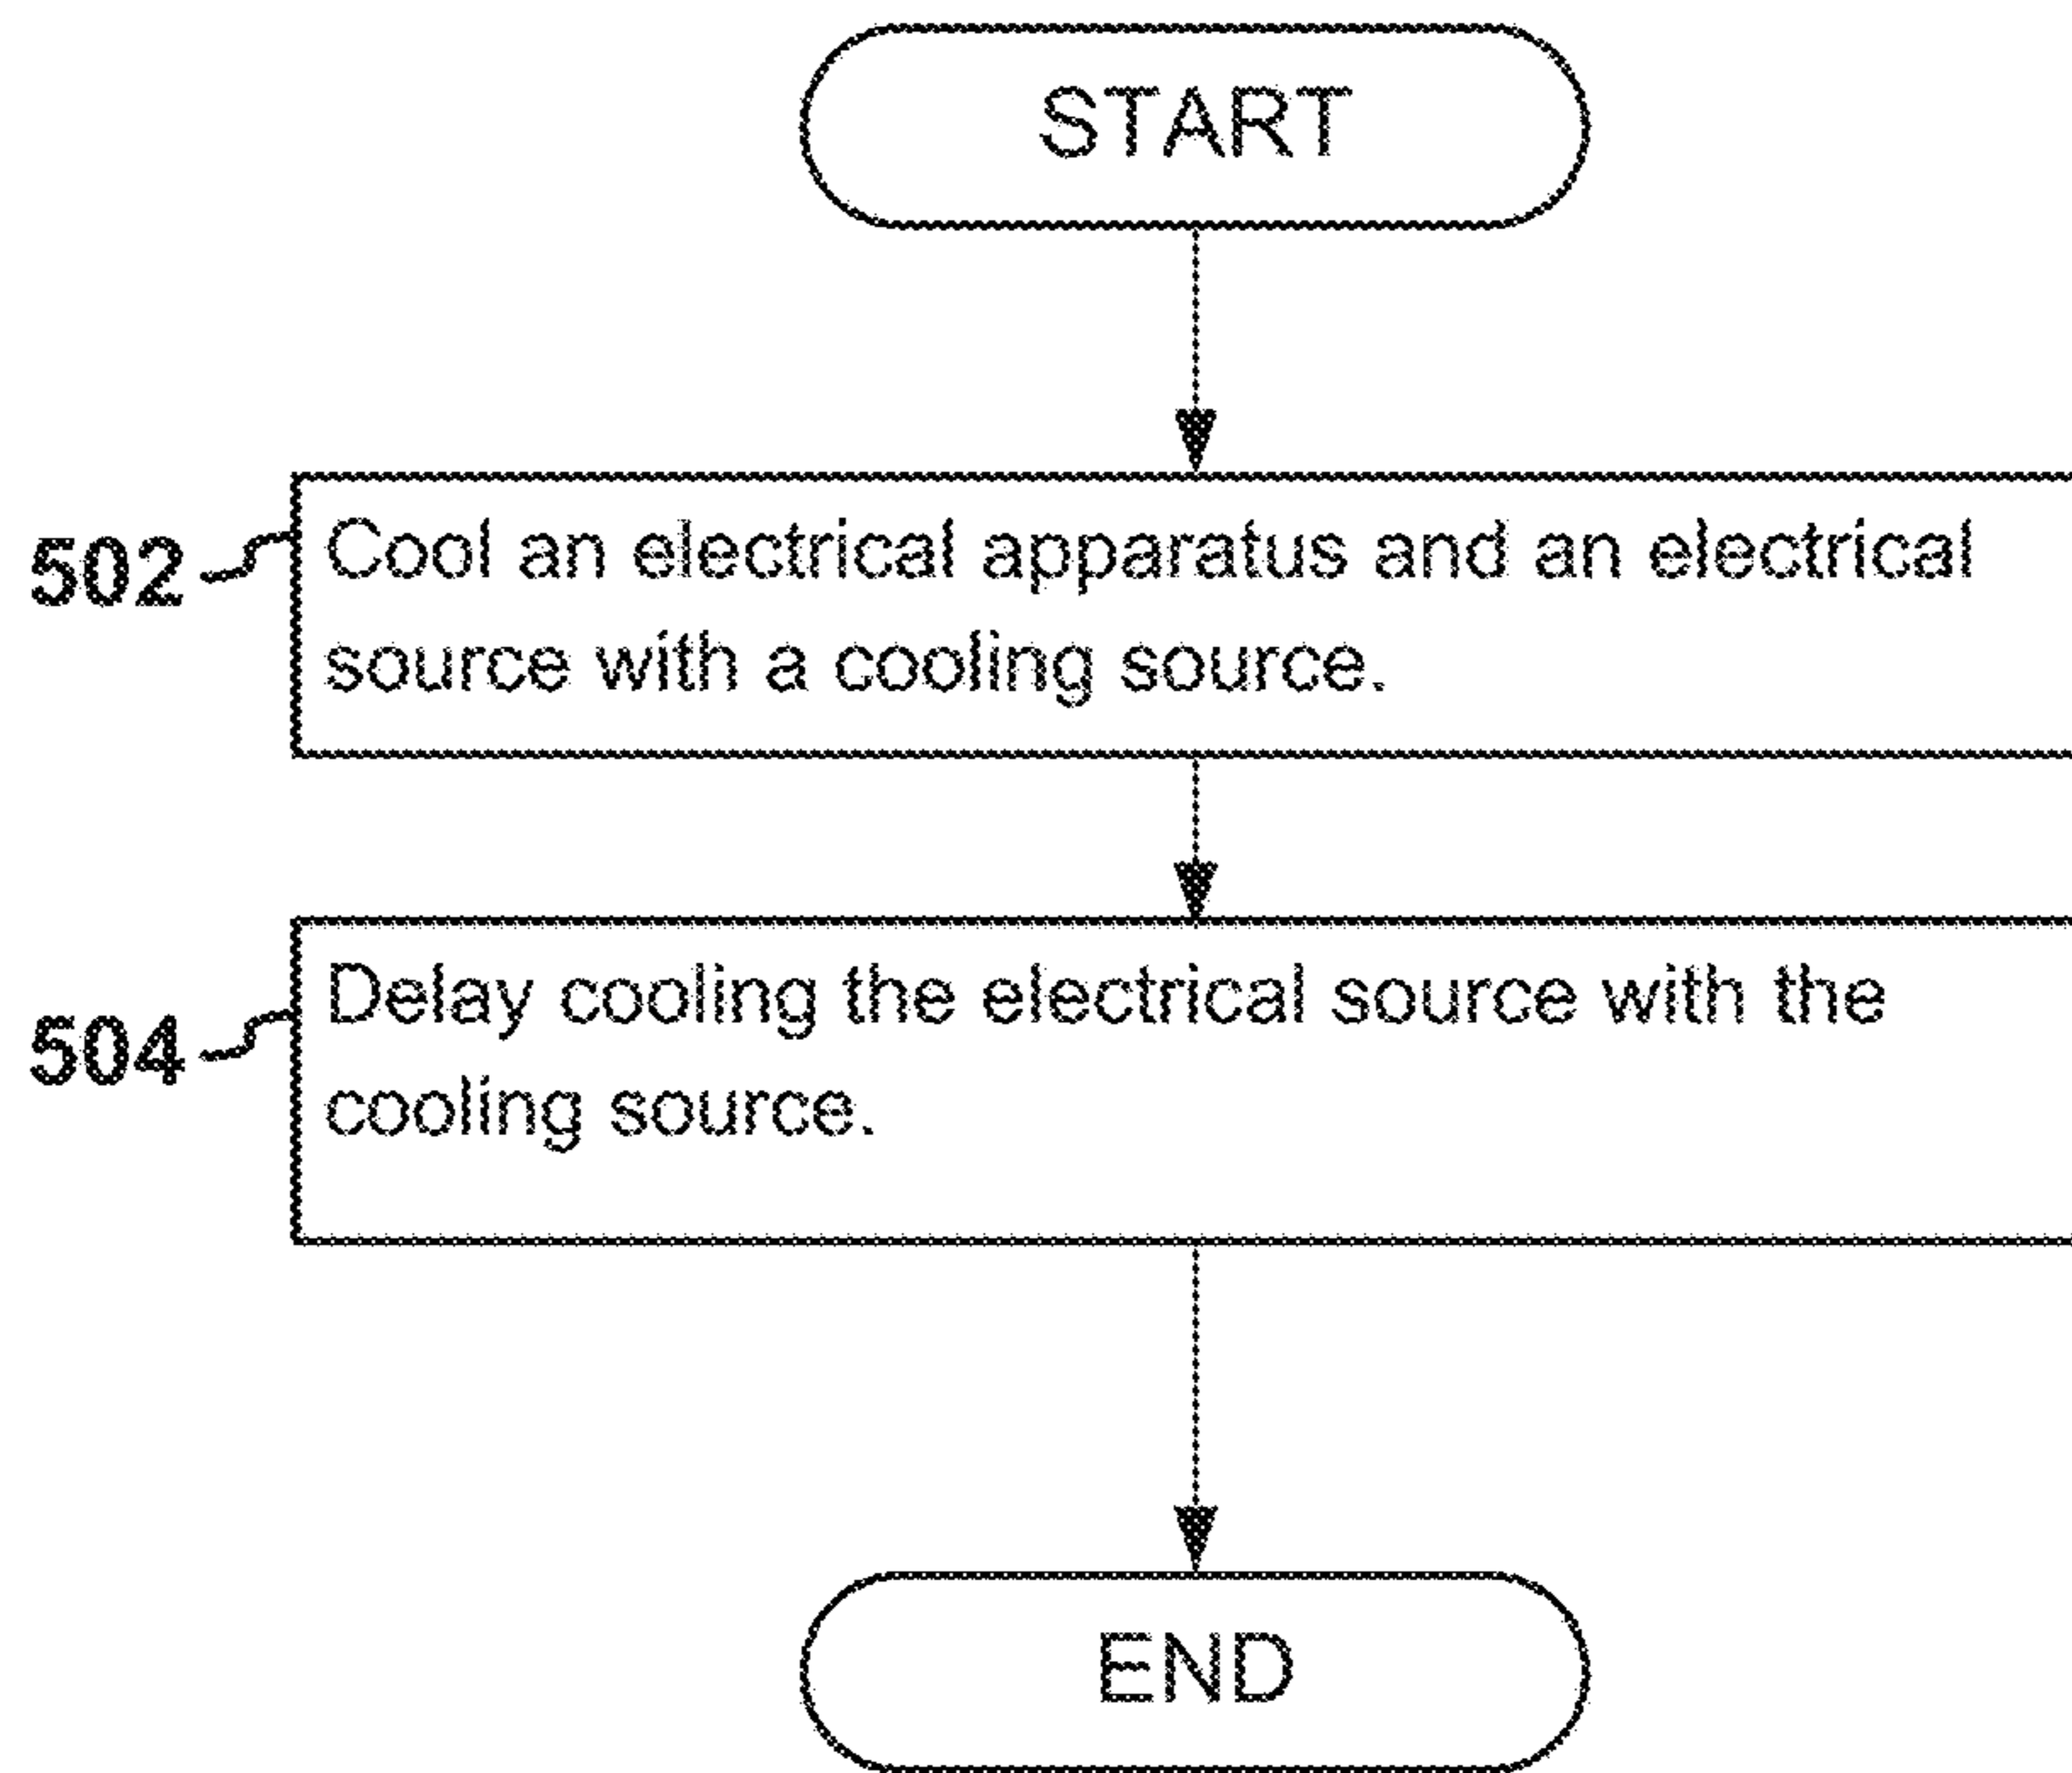 START
502 Cool an electrical apparatus and an electrical
source with a cooling source.
504 Delay cooling the electrical source with the
cooling source.
END